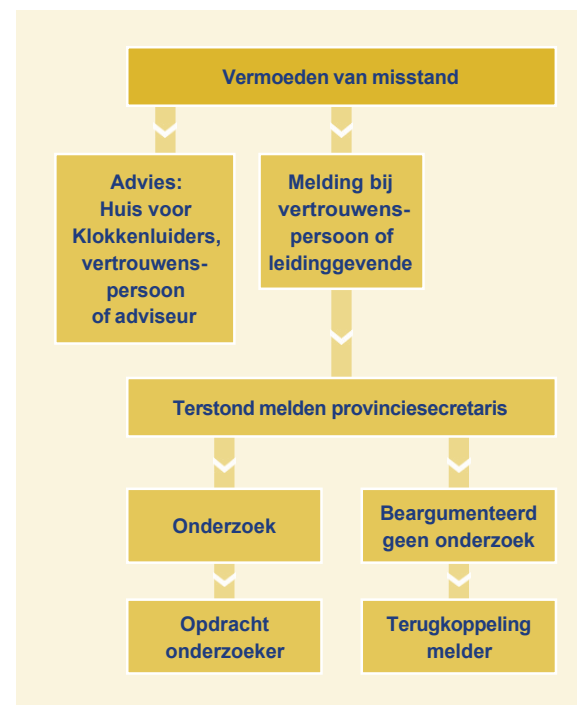 Vermoeden van misstand
Advies:
Huis voor
Klokkenluiders,
vertrouwens-
persoon
of adviseur
Melding bij
vertrouwens-
persoon of
leidinggevende
Terstond melden provinciesecretaris
Onderzoek
Beargumenteerd
geen onderzoek
Opdracht
onderzoeker
Terugkoppeling
melder